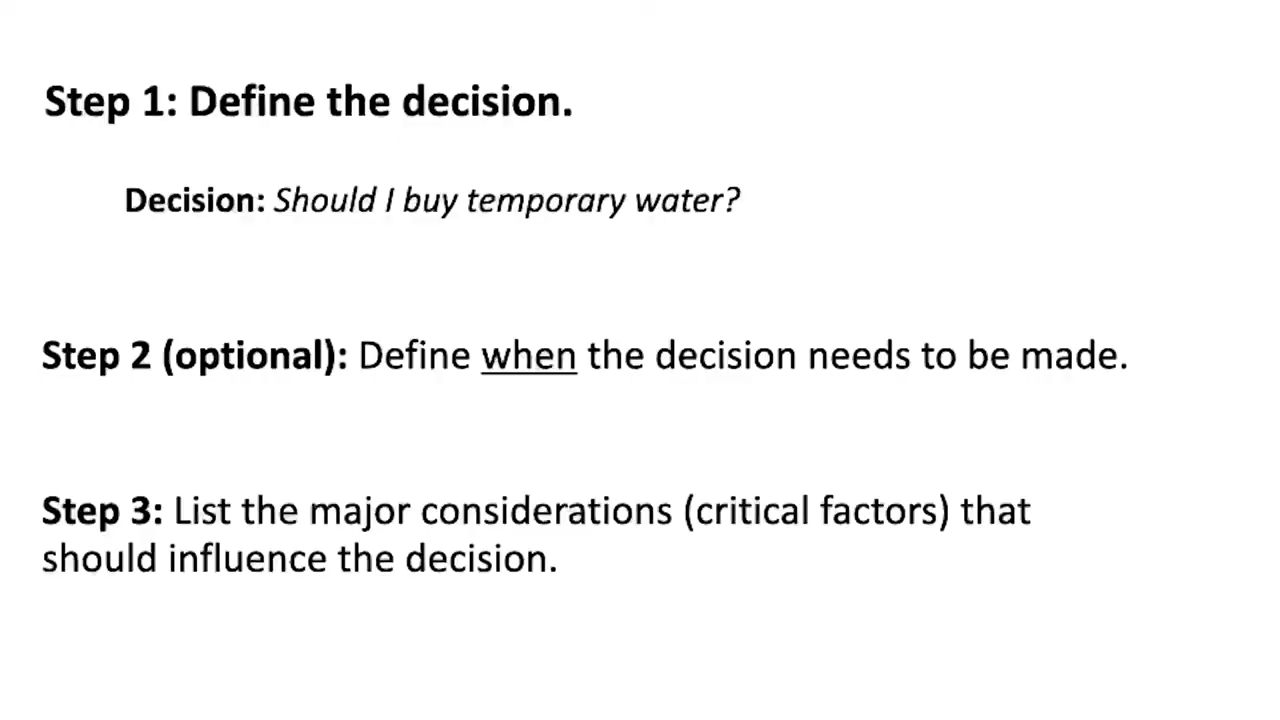 Step 1: Define the decision.
Decision: Should I buy temporary water?
Step 2 (optional): Define when the decision needs to be made.
Step 3: List the major considerations (critical factors) that
should influence the decision.